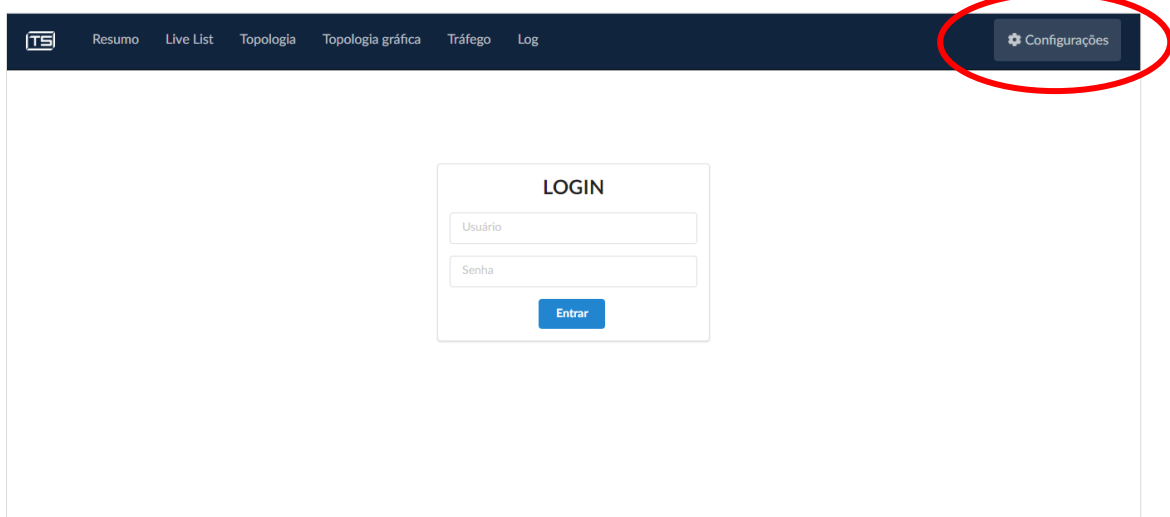 TS Resumo Live List Topologia Topologia gráfica Tráfego Log Configurações
LOGIN
Usuário
Senha
Entrar